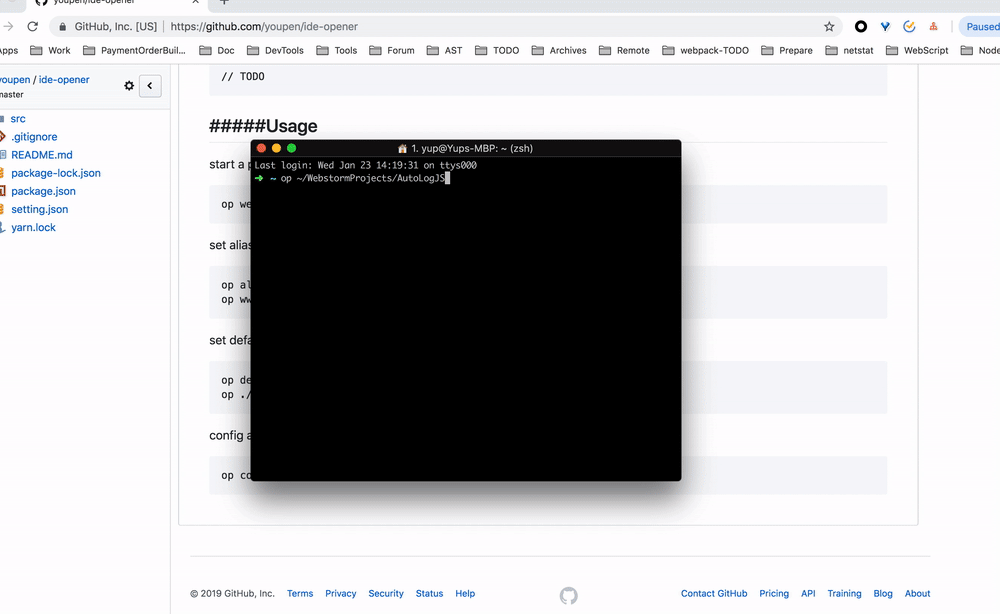 youpen/ide-opener
GitHub, Inc. [US] | https://github.com/youpen/ide-opener
Paused
Apps Work PaymentOrderBuil... Doc DevTools Tools Forum AST TODO Archives Remote webpack-TODO Prepare netstat WebScript Node
youpen / ide-opener
master
src
.gitignore
README.md
package-lock.json
package.json
setting.json
yarn.lock
// TODO
#####Usage
start a p
op we
set alias
op al
op ww
set defa
op de
op ./
config a
op co
1. yup@Yups-MBP: ~ (zsh)
Last login: Wed Jan 23 14:19:31 on ttys000
➜ ~ op ~/WebstormProjects/AutoLogJS
© 2019 GitHub, Inc. Terms Privacy Security Status Help Contact GitHub Pricing API Training Blog About